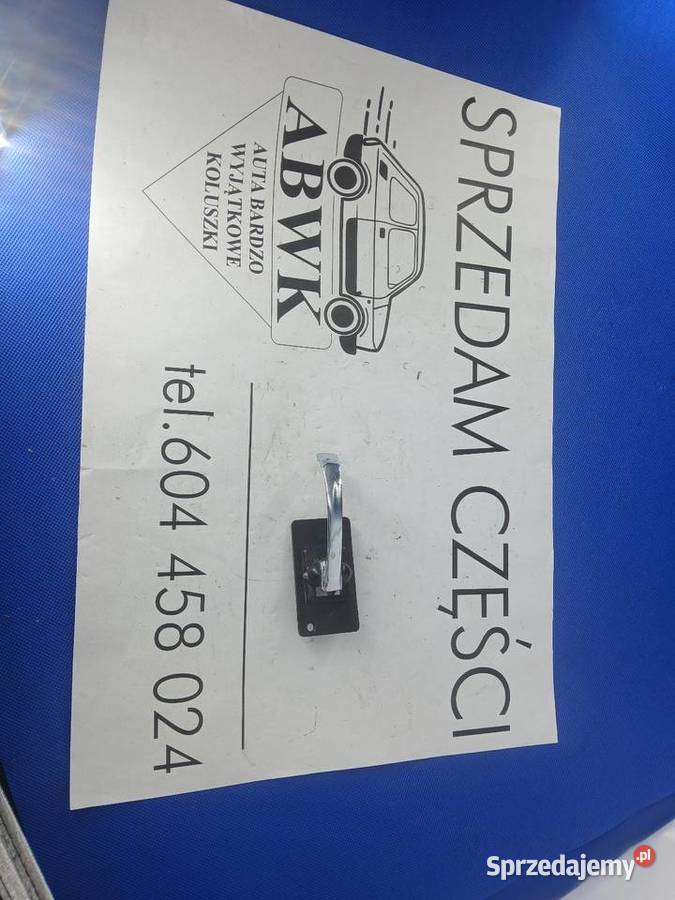 SPRZEDAM CZĘŚCI
ABWK
AUTA BARDZO
WYJĄTKOWE
KOLUSZKI
tel.604 458 024
Sprzedajemy.pl